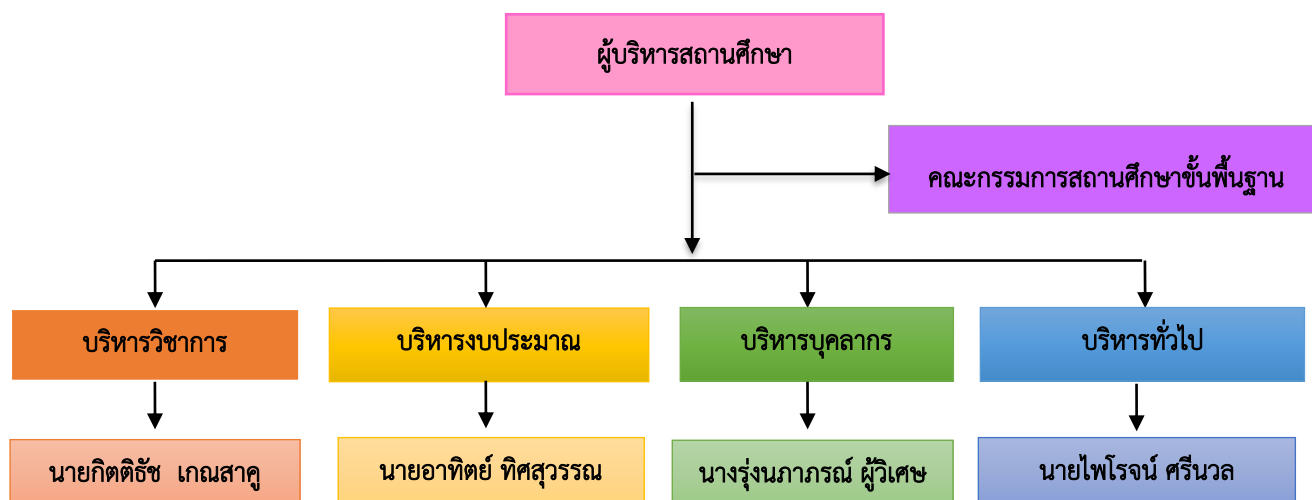 ผู้บริหารสถานศึกษา
คณะกรรมการสถานศึกษาขั้นพื้นฐาน
บริหารวิชาการ
บริหารงบประมาณ
บริหารบุคลากร
บริหารทั่วไป
นายกิตติธัช เกณสาคู
นายอาทิตย์ ทิศสุวรรณ
นางรุ่งนภาภรณ์ ผู้วิเศษ
นายไพโรจน์ ศรีนวล